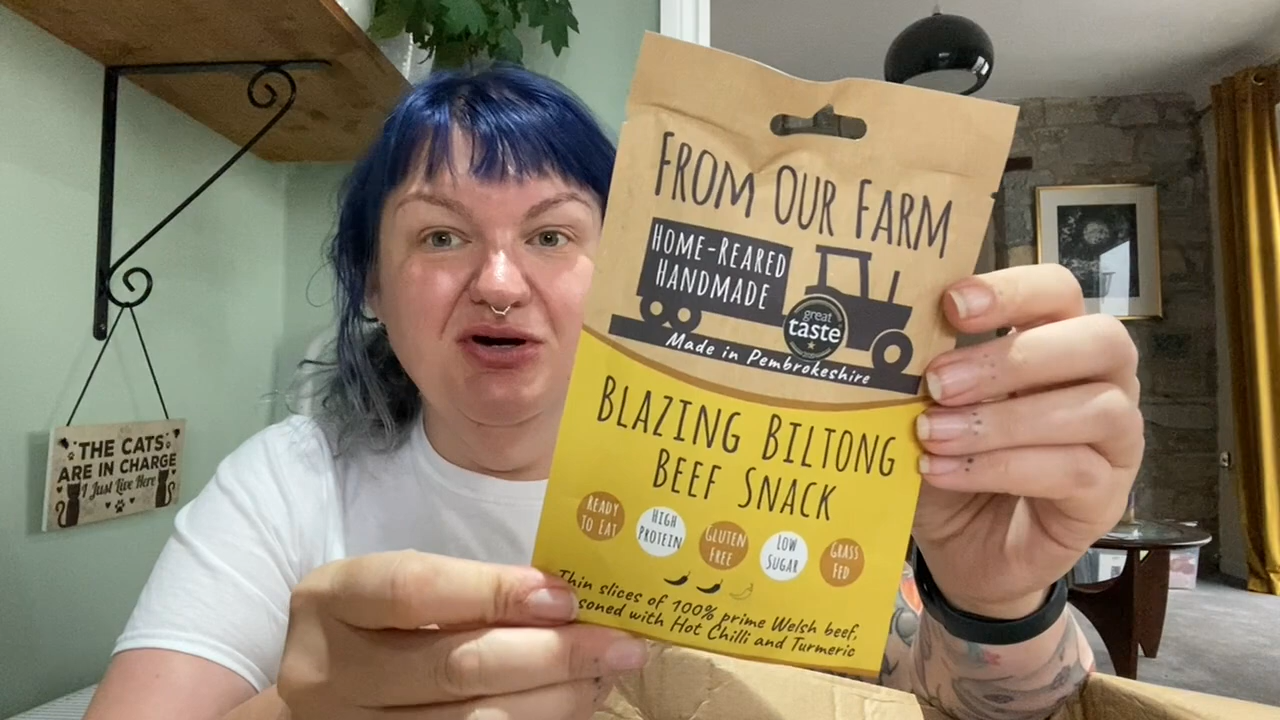 FROM OUR FARM
HOME-REARED
HANDMADE
great
taste
Made in Pembrokeshire
BLAZING BILTONG
BEEF SNACK
READY
TO EAT
HIGH
PROTEIN
GLUTEN
FREE
LOW
SUGAR
GRASS
FED
Thin slices of 100% prime Welsh beef,
soned with Hot Chilli and Turmeric
THE CATS
ARE IN CHARGE
I Just Live Here